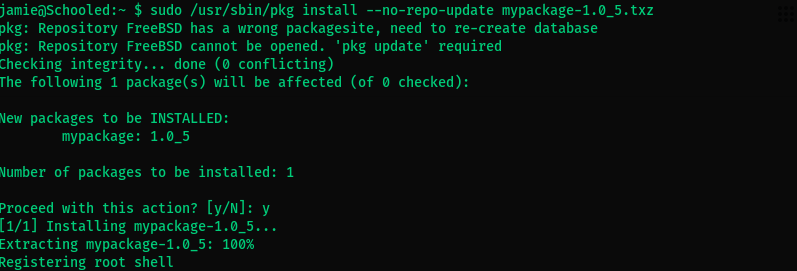 jamie@Schooled:~ $ sudo /usr/sbin/pkg install --no-repo-update mypackage-1.0_5.txz
pkg: Repository FreeBSD has a wrong packagesite, need to re-create database
pkg: Repository FreeBSD cannot be opened. 'pkg update' required
Checking integrity... done (0 conflicting)
The following 1 package(s) will be affected (of 0 checked):

New packages to be INSTALLED:
        mypackage: 1.0_5

Number of packages to be installed: 1

Proceed with this action? [y/N]: y
[1/1] Installing mypackage-1.0_5...
Extracting mypackage-1.0_5: 100%
Registering root shell